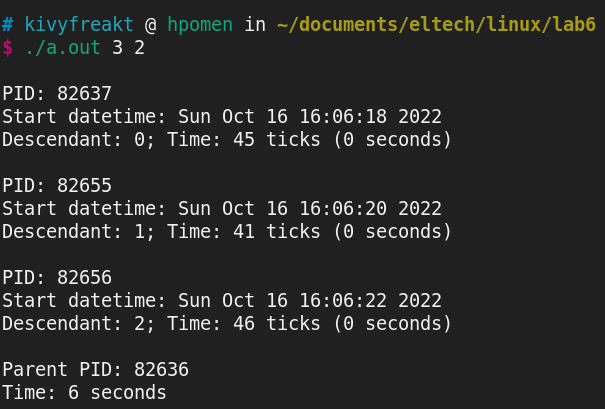 # kivyfreakt @ hpomen in ~/documents/eltech/linux/lab6
$ ./a.out 3 2
PID: 82637
Start datetime: Sun Oct 16 16:06:18 2022
Descendant: 0; Time: 45 ticks (0 seconds)
PID: 82655
Start datetime: Sun Oct 16 16:06:20 2022
Descendant: 1; Time: 41 ticks (0 seconds)
PID: 82656
Start datetime: Sun Oct 16 16:06:22 2022
Descendant: 2; Time: 46 ticks (0 seconds)
Parent PID: 82636
Time: 6 seconds